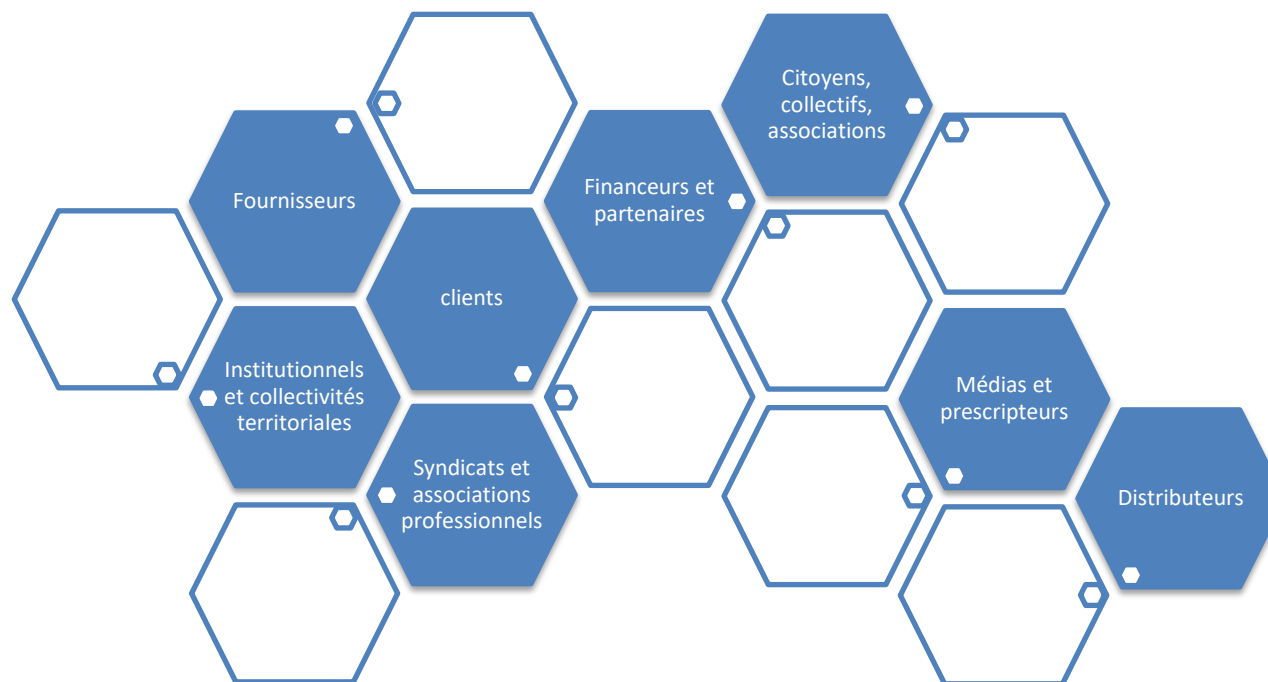 Citoyens,
collectifs,
associations
Fournisseurs
Financeurs et
partenaires
clients
Institutionnels
et collectivités
territoriales
Médias et
prescripteurs
Syndicats et
associations
professionnels
Distributeurs